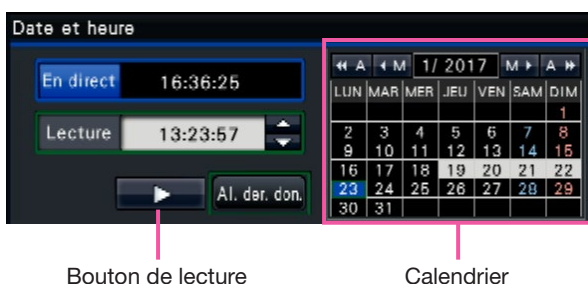 Date et heure
En direct 16:36:25
Lecture 13:23:57
Al. der. don.
◄◄ A ◄ M 1/ 2017 M ► A ►►
LUN MAR MER JEU VEN SAM DIM
1
2 3 4 5 6 7 8
9 10 11 12 13 14 15
16 17 18 19 20 21 22
23 24 25 26 27 28 29
30 31
Bouton de lecture
Calendrier